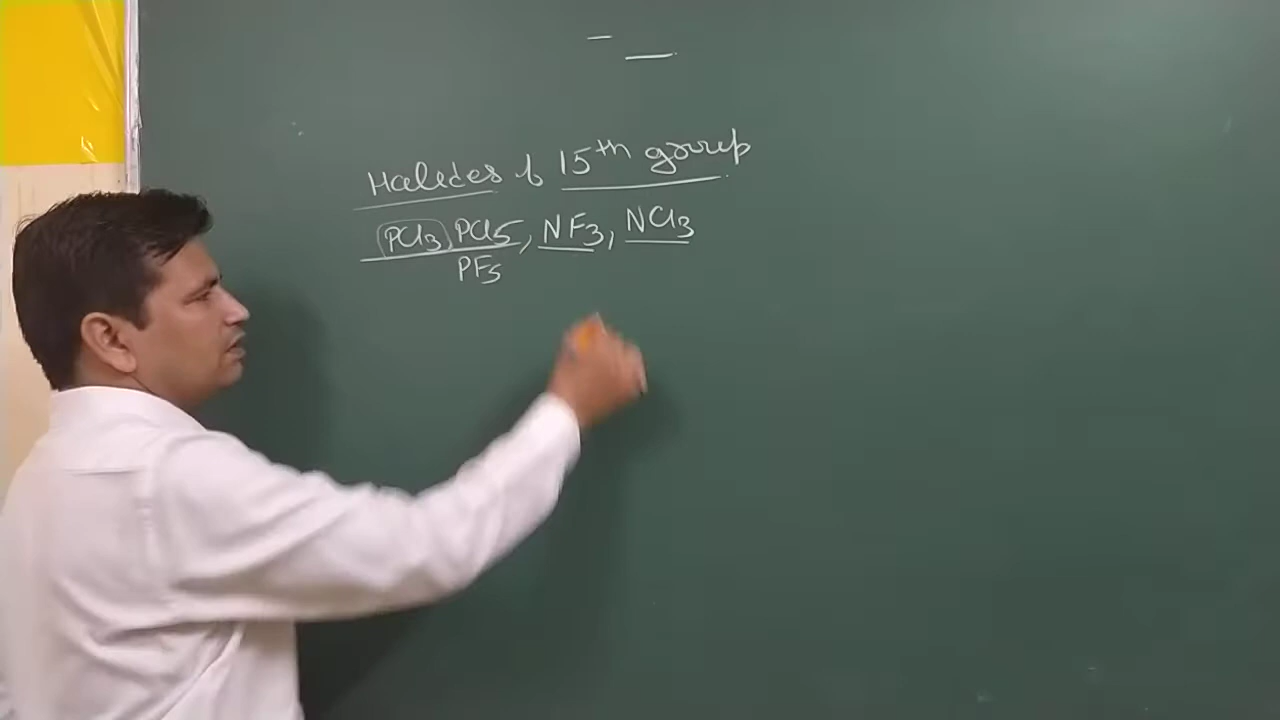 Halides of 15th group
PCl3 PCl5, NF3, NCl3
PF5